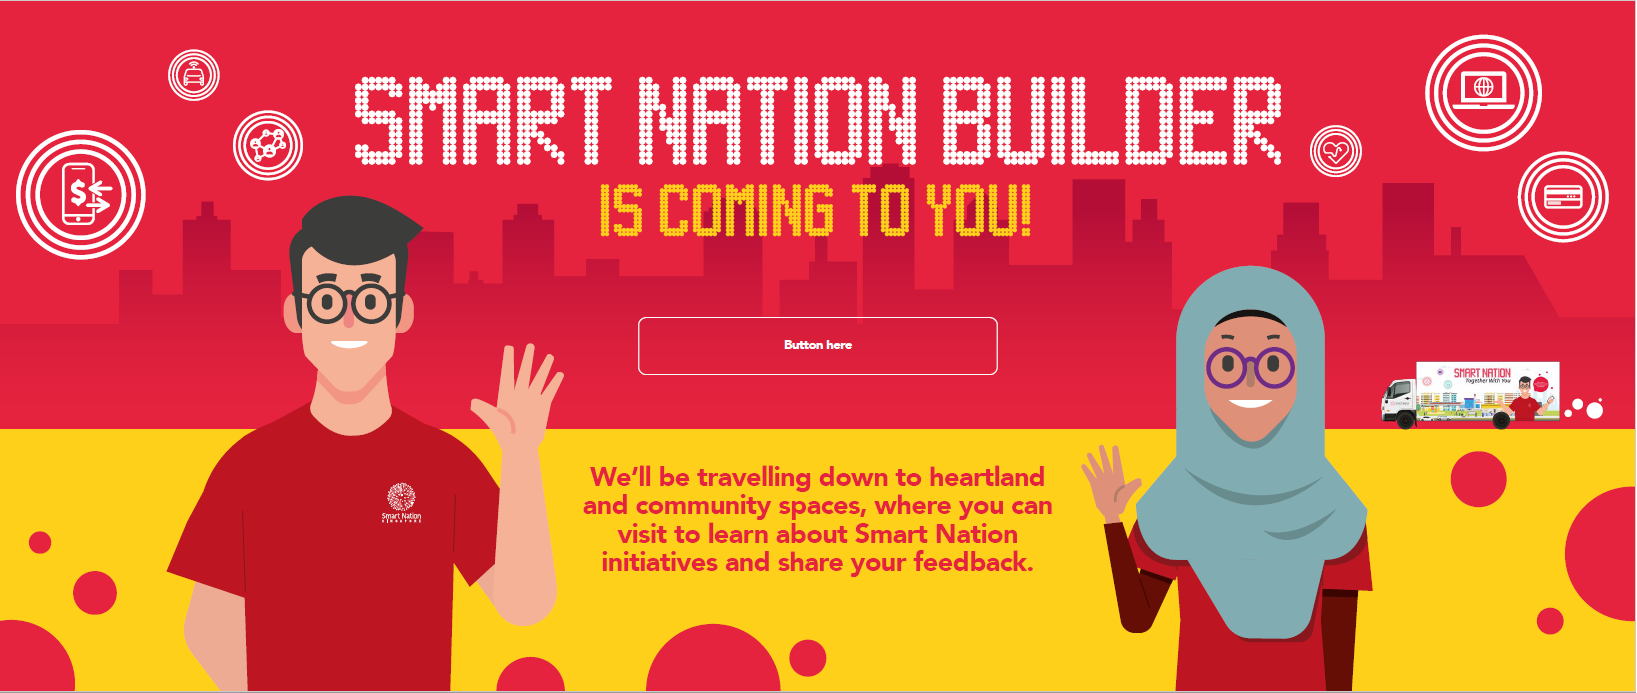 SMART NATION BUILDER
IS COMING TO YOU!
Button here
SMART NATION
Together With You
We'll be travelling down to heartland
and community spaces, where you can
visit to learn about Smart Nation
initiatives and share your feedback.
Smart Nation
SINGAPORE